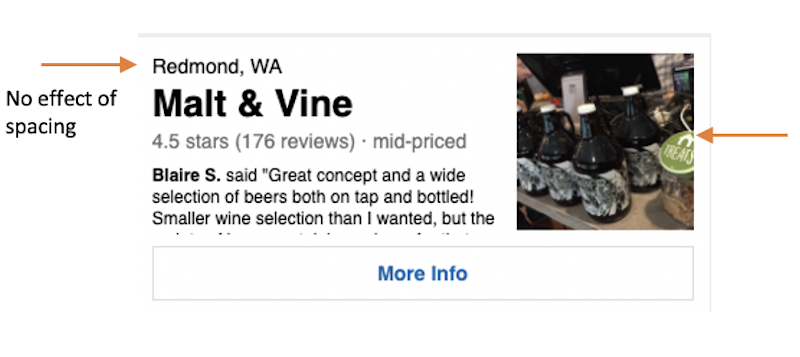 No effect of
spacing
Redmond, WA
Malt & Vine
4.5 stars (176 reviews) · mid-priced
Blaire S. said "Great concept and a wide
selection of beers both on tap and bottled!
Smaller wine selection than I wanted, but the
TREATS
More Info